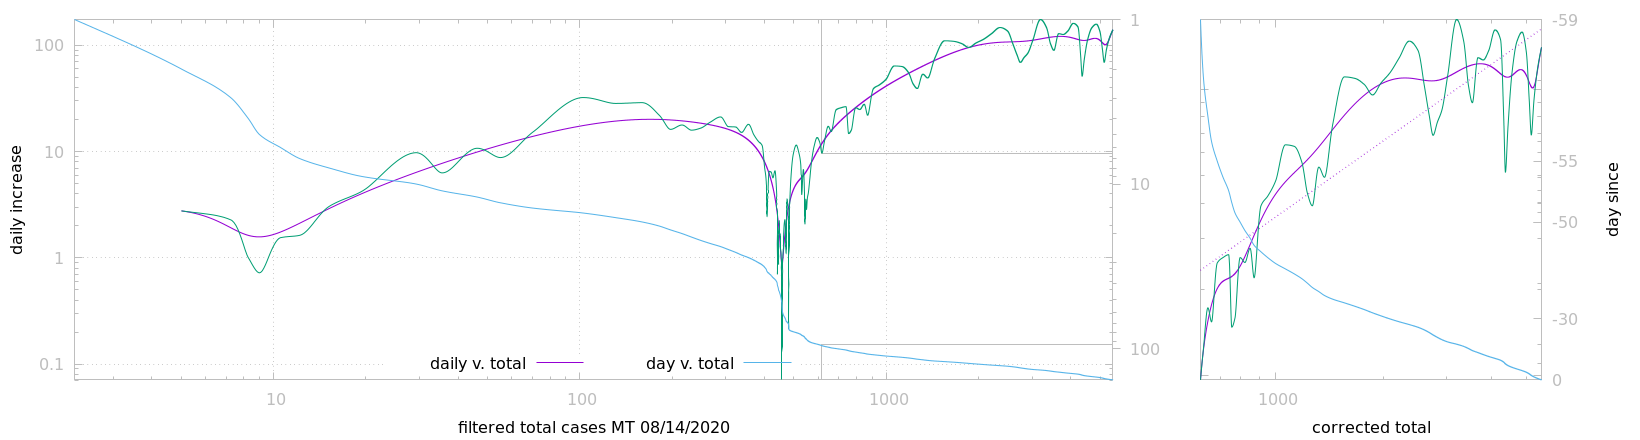 100
10
1
0.1
daily increase
daily v. total
day v. total
10
100
1000
filtered total cases MT 08/14/2020
1
10
100
1000
corrected total
-59
-55
-50
-30
0
day since